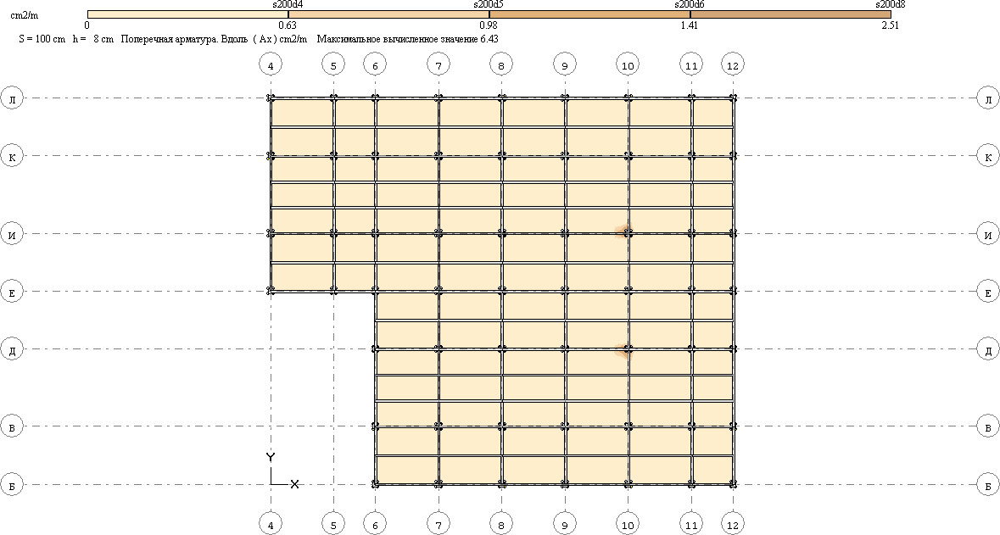 s200d4 s200d5 s200d6 s200d8
cm2/m
0 0.63 0.98 1.41 2.51
S = 100 cm h = 8 cm Поперечная арматура. Вдоль ( Ax ) cm2/m Максимальное вычисленное значение 6.43
4 5 6 7 8 9 10 11 12
Л Л
К К
И И
Е Е
Д Д
В В
Y
Б X Б
4 5 6 7 8 9 10 11 12